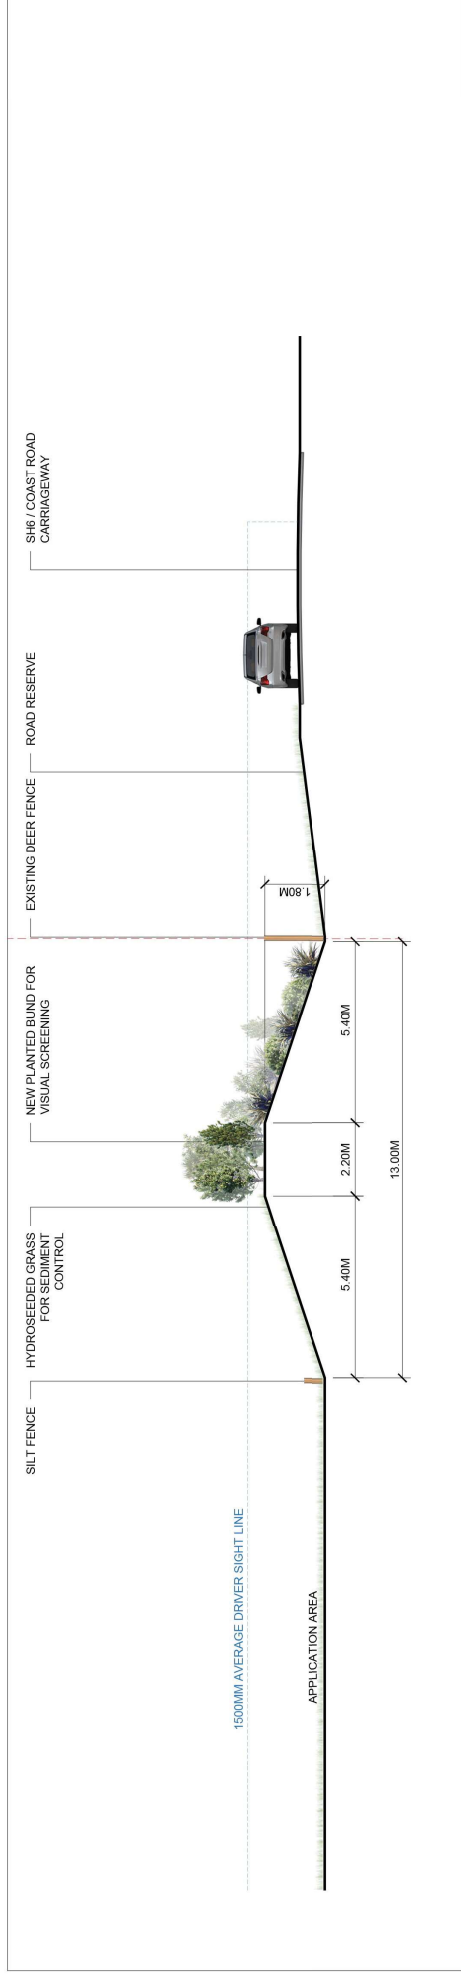 SILT FENCE
HYDROSEEDED GRASS
FOR SEDIMENT
CONTROL
NEW PLANTED BUND FOR
VISUAL SCREENING
EXISTING DEER FENCE
ROAD RESERVE
SH6 / COAST ROAD
CARRIAGEWAY
1500MM AVERAGE DRIVER SIGHT LINE
APPLICATION AREA
1.80M
5.40M
2.20M
5.40M
13.00M